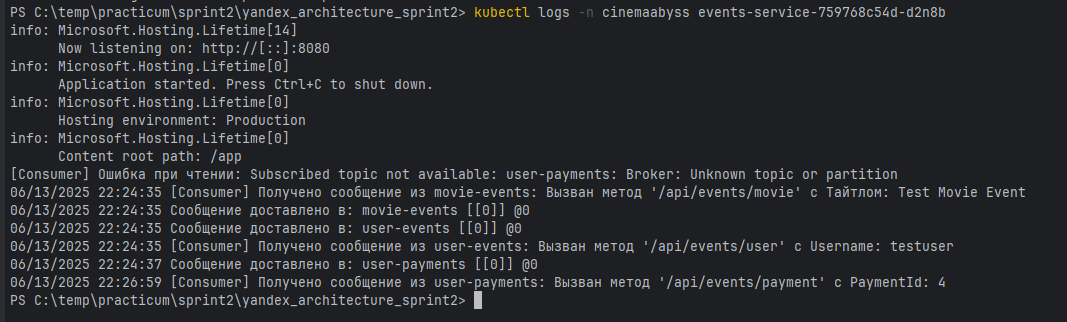 PS C:\temp\practicum\sprint2\yandex_architecture_sprint2> kubectl logs -n cinemaabyss events-service-759768c54d-d2n8b
info: Microsoft.Hosting.Lifetime[14]
      Now listening on: http://[::]:8080
info: Microsoft.Hosting.Lifetime[0]
      Application started. Press Ctrl+C to shut down.
info: Microsoft.Hosting.Lifetime[0]
      Hosting environment: Production
info: Microsoft.Hosting.Lifetime[0]
      Content root path: /app
[Consumer] Ошибка при чтении: Subscribed topic not available: user-payments: Broker: Unknown topic or partition
06/13/2025 22:24:35 [Consumer] Получено сообщение из movie-events: Вызван метод '/api/events/movie' с Тайтлом: Test Movie Event
06/13/2025 22:24:35 Сообщение доставлено в: movie-events [[0]] @0
06/13/2025 22:24:35 Сообщение доставлено в: user-events [[0]] @0
06/13/2025 22:24:35 [Consumer] Получено сообщение из user-events: Вызван метод '/api/events/user' с Username: testuser
06/13/2025 22:24:37 Сообщение доставлено в: user-payments [[0]] @0
06/13/2025 22:26:59 [Consumer] Получено сообщение из user-payments: Вызван метод '/api/events/payment' с PaymentId: 4
PS C:\temp\practicum\sprint2\yandex_architecture_sprint2>